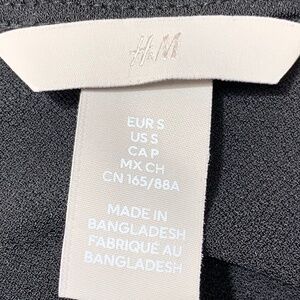 H&M
EUR S
US S
CA P
MX CH
CN 165/88A
MADE IN
BANGLADESH
FABRIQUÉ AU
BANGLADESH